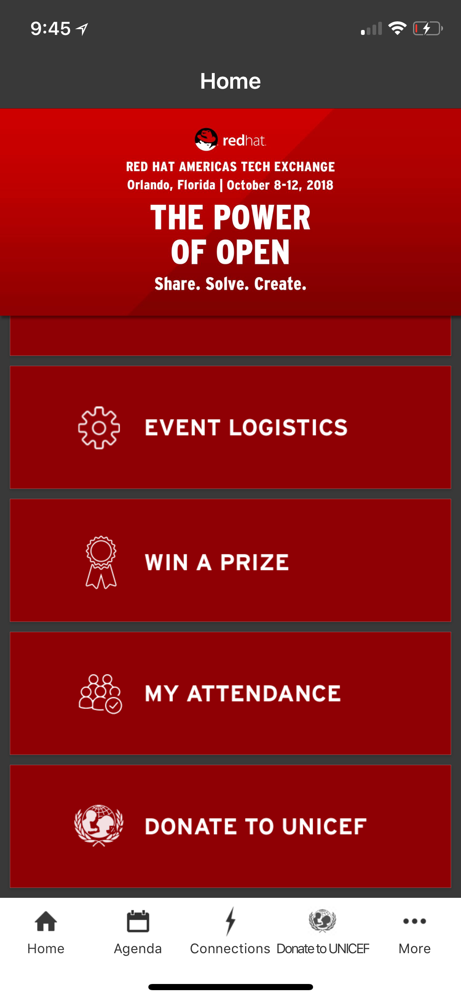 9:45
Home
redhat.
RED HAT AMERICAS TECH EXCHANGE
Orlando, Florida | October 8-12, 2018
THE POWER
OF OPEN
Share. Solve. Create.
EVENT LOGISTICS
WIN A PRIZE
MY ATTENDANCE
DONATE TO UNICEF
Home Agenda Connections Donate to UNICEF More